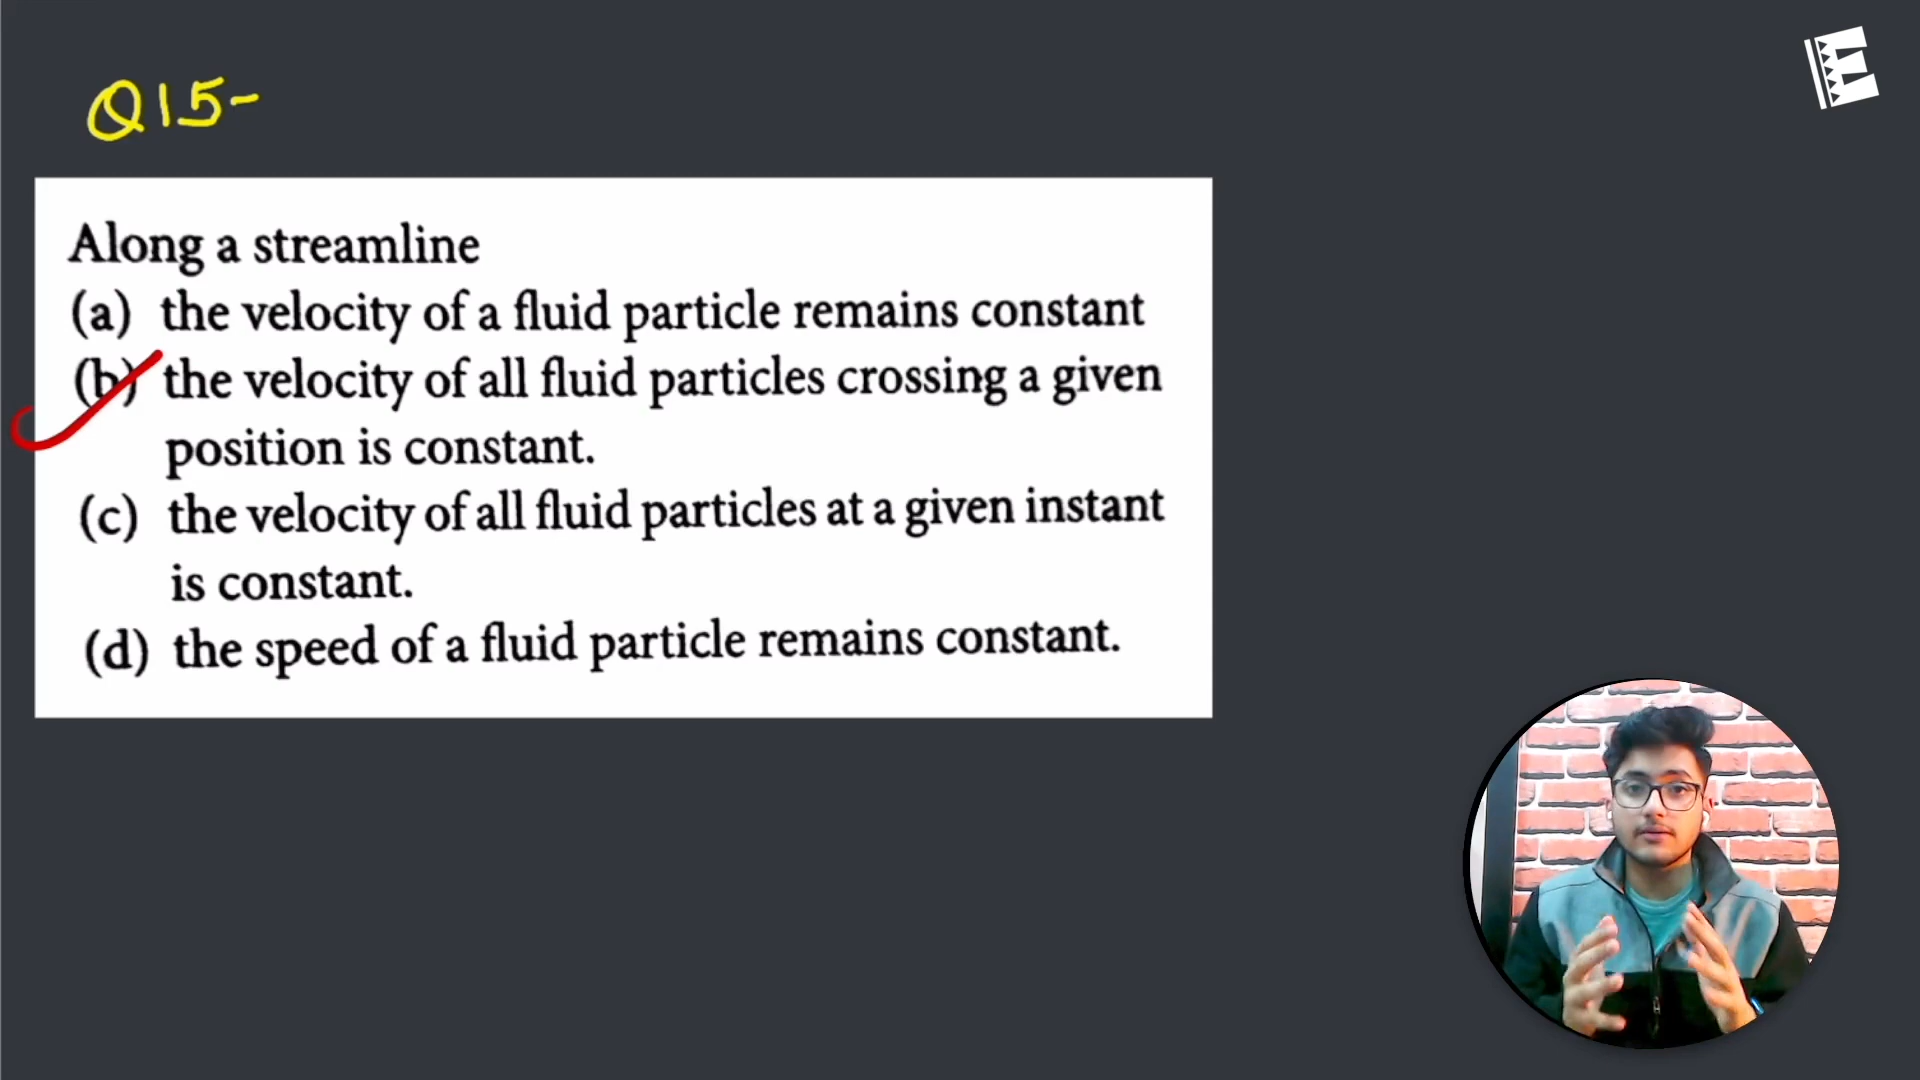 Q15-
Along a streamline
(a) the velocity of a fluid particle remains constant
(b) the velocity of all fluid particles crossing a given
position is constant.
(c) the velocity of all fluid particles at a given instant
is constant.
(d) the speed of a fluid particle remains constant.